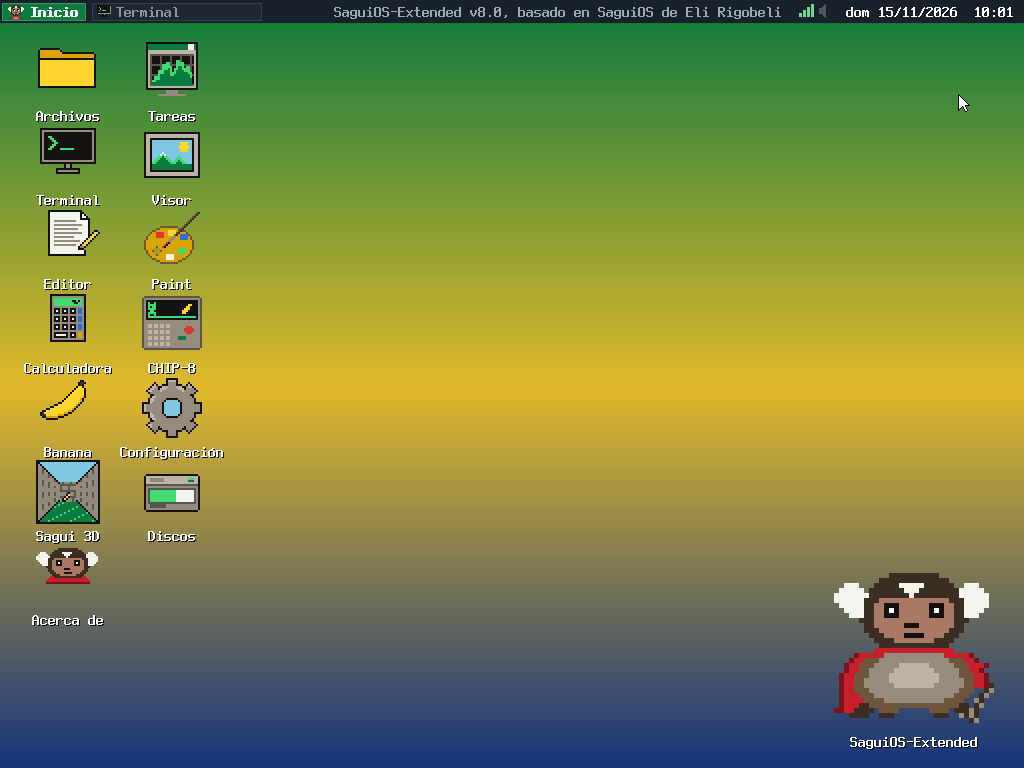 Inicio
Terminal
SaguiOS-Extended v8.0, basado en SaguiOS de Eli Rigobeli
dom 15/11/2026 10:01
Archivos
Tareas
Terminal
Visor
Editor
Paint
Calculadora
CHIP-8
Banana
Configuración
Sagui 3D
Discos
Acerca de
SaguiOS-Extended